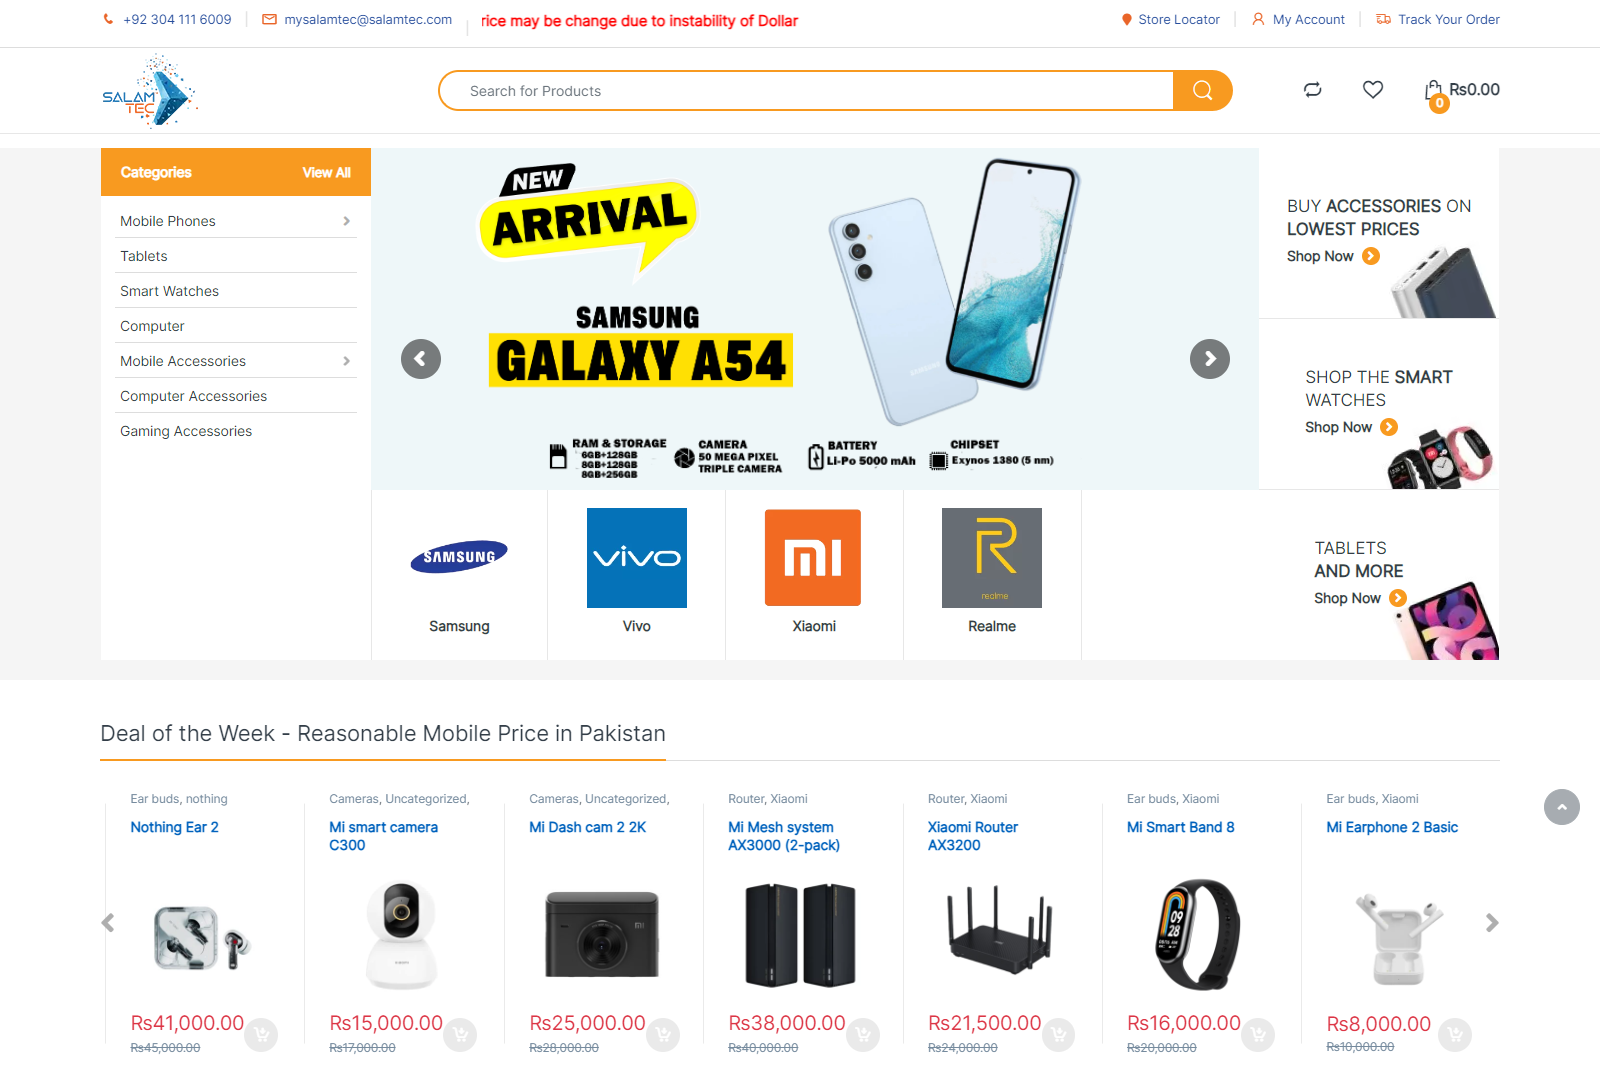 +92 304 111 6009
mysalamtec@salamtec.com
rice may be change due to instability of Dollar
Store Locator
My Account
Track Your Order
SALAM
TEC
Search for Products
0
Rs0.00
Categories
View All
Mobile Phones
Tablets
Smart Watches
Computer
Mobile Accessories
Computer Accessories
Gaming Accessories
NEW
ARRIVAL
SAMSUNG
GALAXY A54
RAM & STORAGE
6GB+128GB
8GB+128GB
8GB+256GB
CAMERA
50 MEGA PIXEL
TRIPLE CAMERA
BATTERY
Li-Po 5000 mAh
CHIPSET
Exynos 1380 (5 nm)
BUY ACCESSORIES ON
LOWEST PRICES
Shop Now
SHOP THE SMART
WATCHES
Shop Now
TABLETS
AND MORE
Shop Now
SAMSUNG
Samsung
vivo
Vivo
mi
Xiaomi
realme
Realme
Deal of the Week - Reasonable Mobile Price in Pakistan
Ear buds, nothing
Nothing Ear 2
Rs41,000.00
Rs45,000.00
Cameras, Uncategorized,
Mi smart camera
C300
Rs15,000.00
Rs17,000.00
Cameras, Uncategorized,
Mi Dash cam 2 2K
mi
Rs25,000.00
Rs28,000.00
Router, Xiaomi
Mi Mesh system
AX3000 (2-pack)
Rs38,000.00
Rs40,000.00
Router, Xiaomi
Xiaomi Router
AX3200
Rs21,500.00
Rs24,000.00
Ear buds, Xiaomi
Mi Smart Band 8
09
28
Rs16,000.00
Rs20,000.00
Ear buds, Xiaomi
Mi Earphone 2 Basic
Rs8,000.00
Rs10,000.00